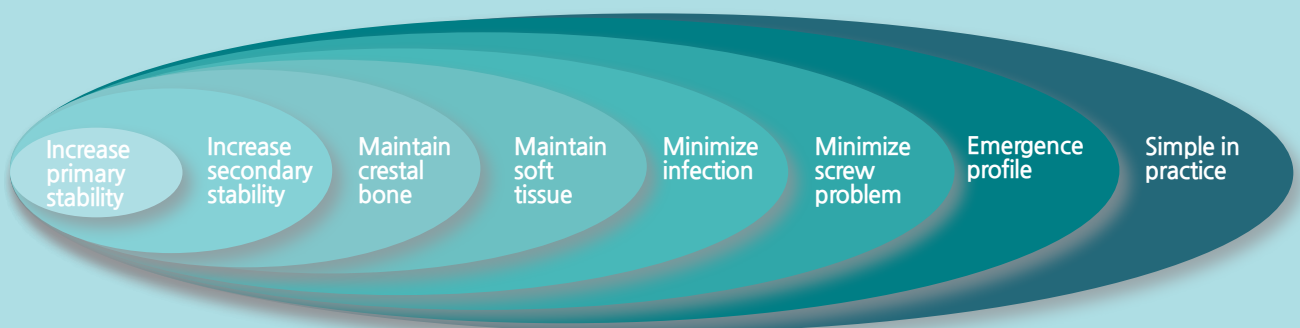 Increase
primary
stability
Increase
secondary
stability
Maintain
crestal
bone
Maintain
soft
tissue
Minimize
infection
Minimize
screw
problem
Emergence
profile
Simple in
practice